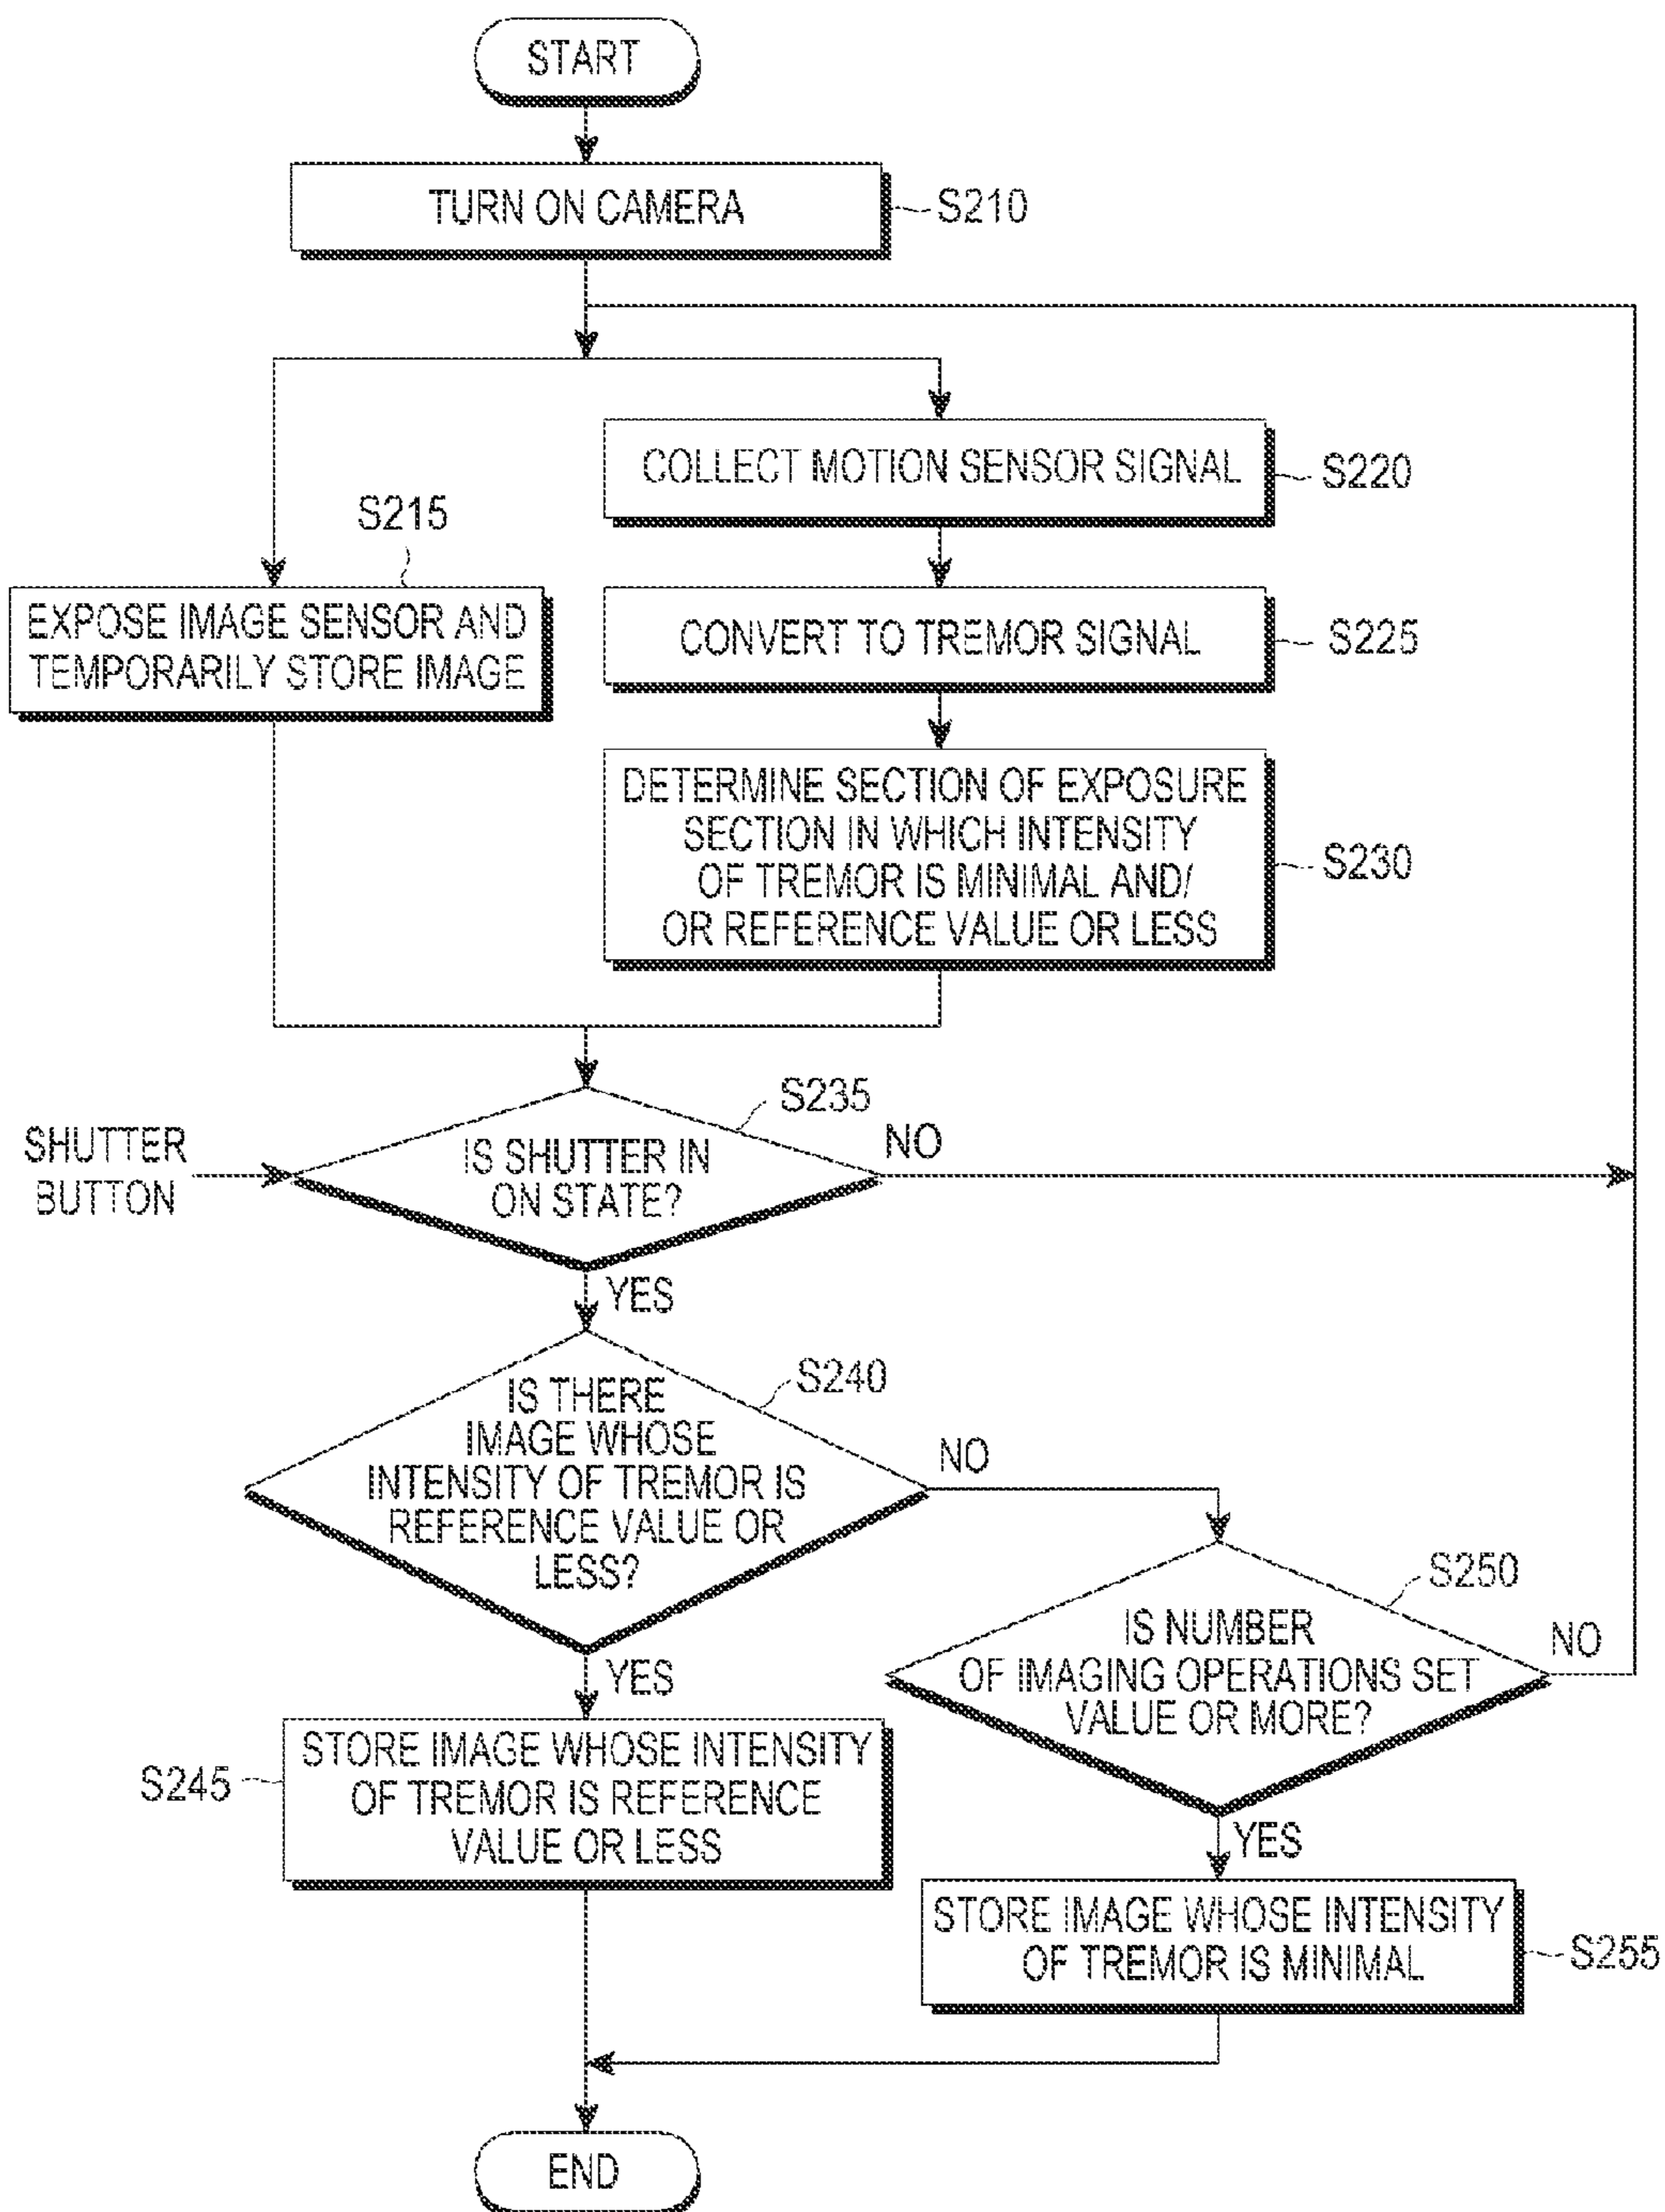 START
TURN ON CAMERA
S210
COLLECT MOTION SENSOR SIGNAL
S220
S215
EXPOSE IMAGE SENSOR AND
TEMPORARILY STORE IMAGE
CONVERT TO TREMOR SIGNAL
S225
DETERMINE SECTION OF EXPOSURE
SECTION IN WHICH INTENSITY
OF TREMOR IS MINIMAL AND/
OR REFERENCE VALUE OR LESS
S230
S235
SHUTTER
BUTTON
IS SHUTTER IN
ON STATE?
NO
YES
S240
IS THERE
IMAGE WHOSE
INTENSITY OF TREMOR IS
REFERENCE VALUE OR
LESS?
NO
YES
S250
IS NUMBER
OF IMAGING OPERATIONS SET
VALUE OR MORE?
NO
YES
S245
STORE IMAGE WHOSE INTENSITY
OF TREMOR IS REFERENCE
VALUE OR LESS
STORE IMAGE WHOSE INTENSITY
OF TREMOR IS MINIMAL
S255
END